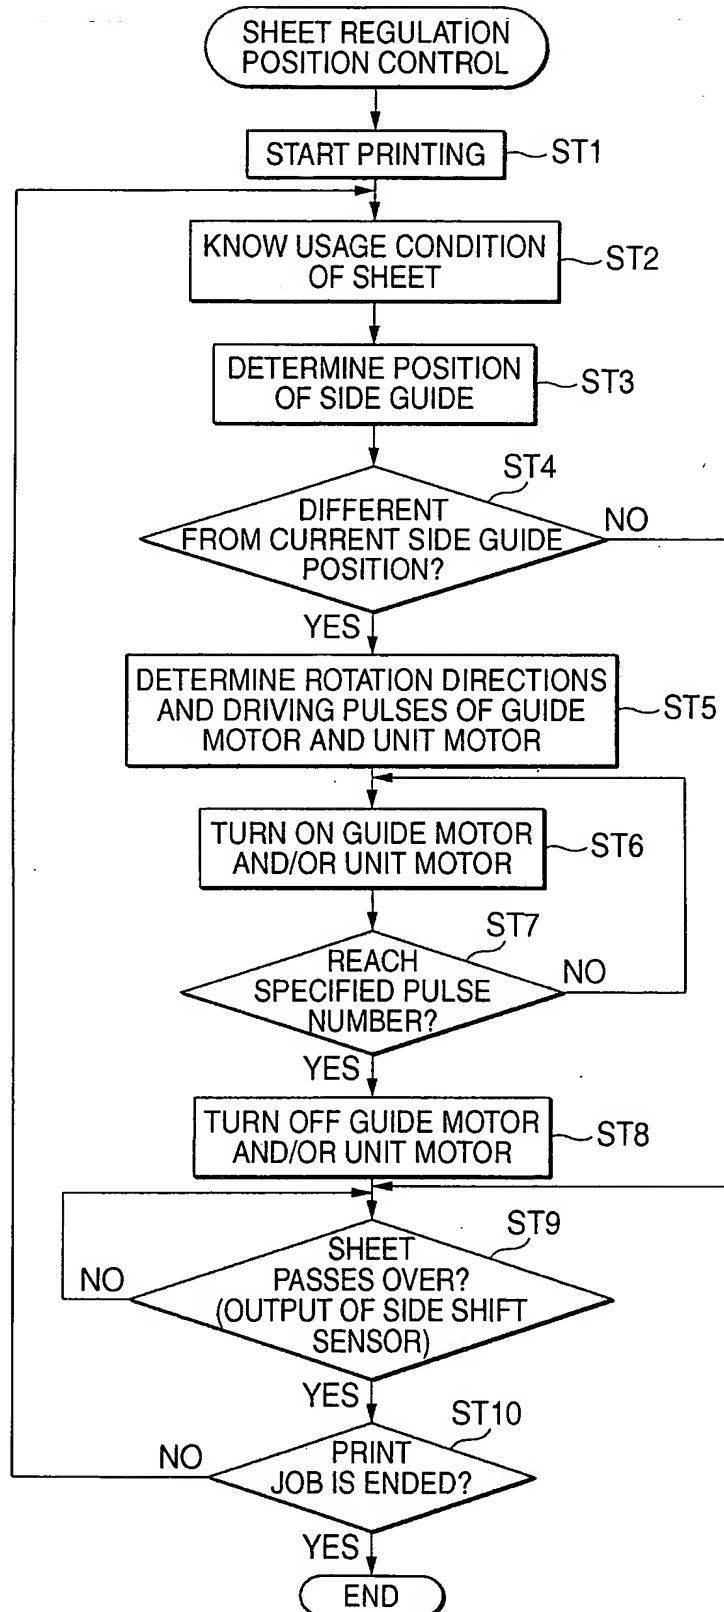 SHEET REGULATION
POSITION CONTROL
START PRINTING
ST1
KNOW USAGE CONDITION
OF SHEET
ST2
DETERMINE POSITION
OF SIDE GUIDE
ST3
ST4
DIFFERENT
FROM CURRENT SIDE GUIDE
POSITION?
NO
YES
DETERMINE ROTATION DIRECTIONS
AND DRIVING PULSES OF GUIDE
MOTOR AND UNIT MOTOR
ST5
TURN ON GUIDE MOTOR
AND/OR UNIT MOTOR
ST6
ST7
REACH
SPECIFIED PULSE
NUMBER?
NO
YES
TURN OFF GUIDE MOTOR
AND/OR UNIT MOTOR
ST8
ST9
SHEET
PASSES OVER?
(OUTPUT OF SIDE SHIFT
SENSOR)
NO
YES
ST10
PRINT
JOB IS ENDED?
NO
YES
END